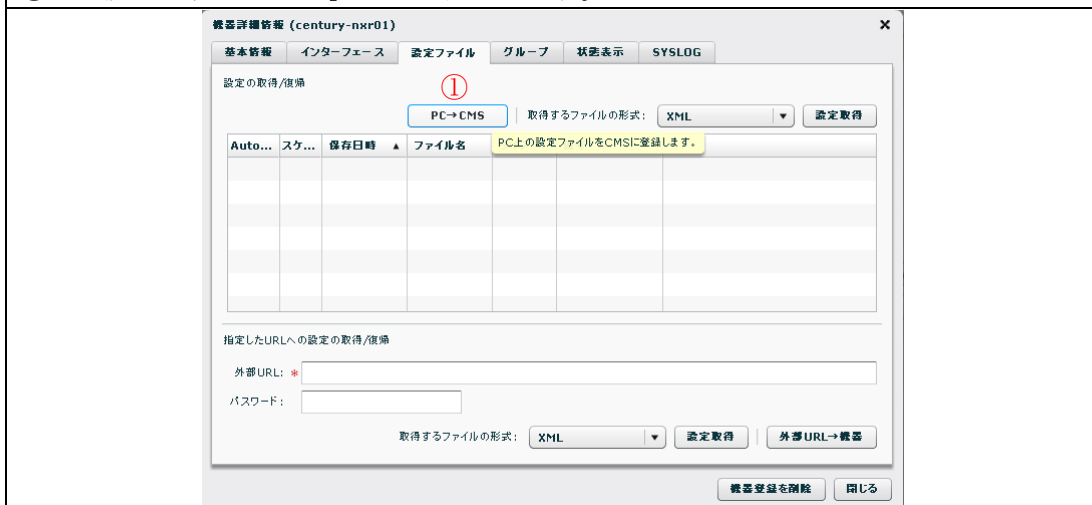 機器詳細情報 (century-nxr01)
基本情報 インターフェース 設定ファイル グループ 状態表示 SYSLOG
設定の取得/復帰
①
PC→CMS 取得するファイルの形式: XML 設定取得
Auto... スケ... 保存日時 ファイル名
PC上の設定ファイルをCMSに登録します。
指定したURLへの設定の取得/復帰
外部URL: *
パスワード:
取得するファイルの形式: XML 設定取得 外部URL→機器
機器登録を削除 閉じる